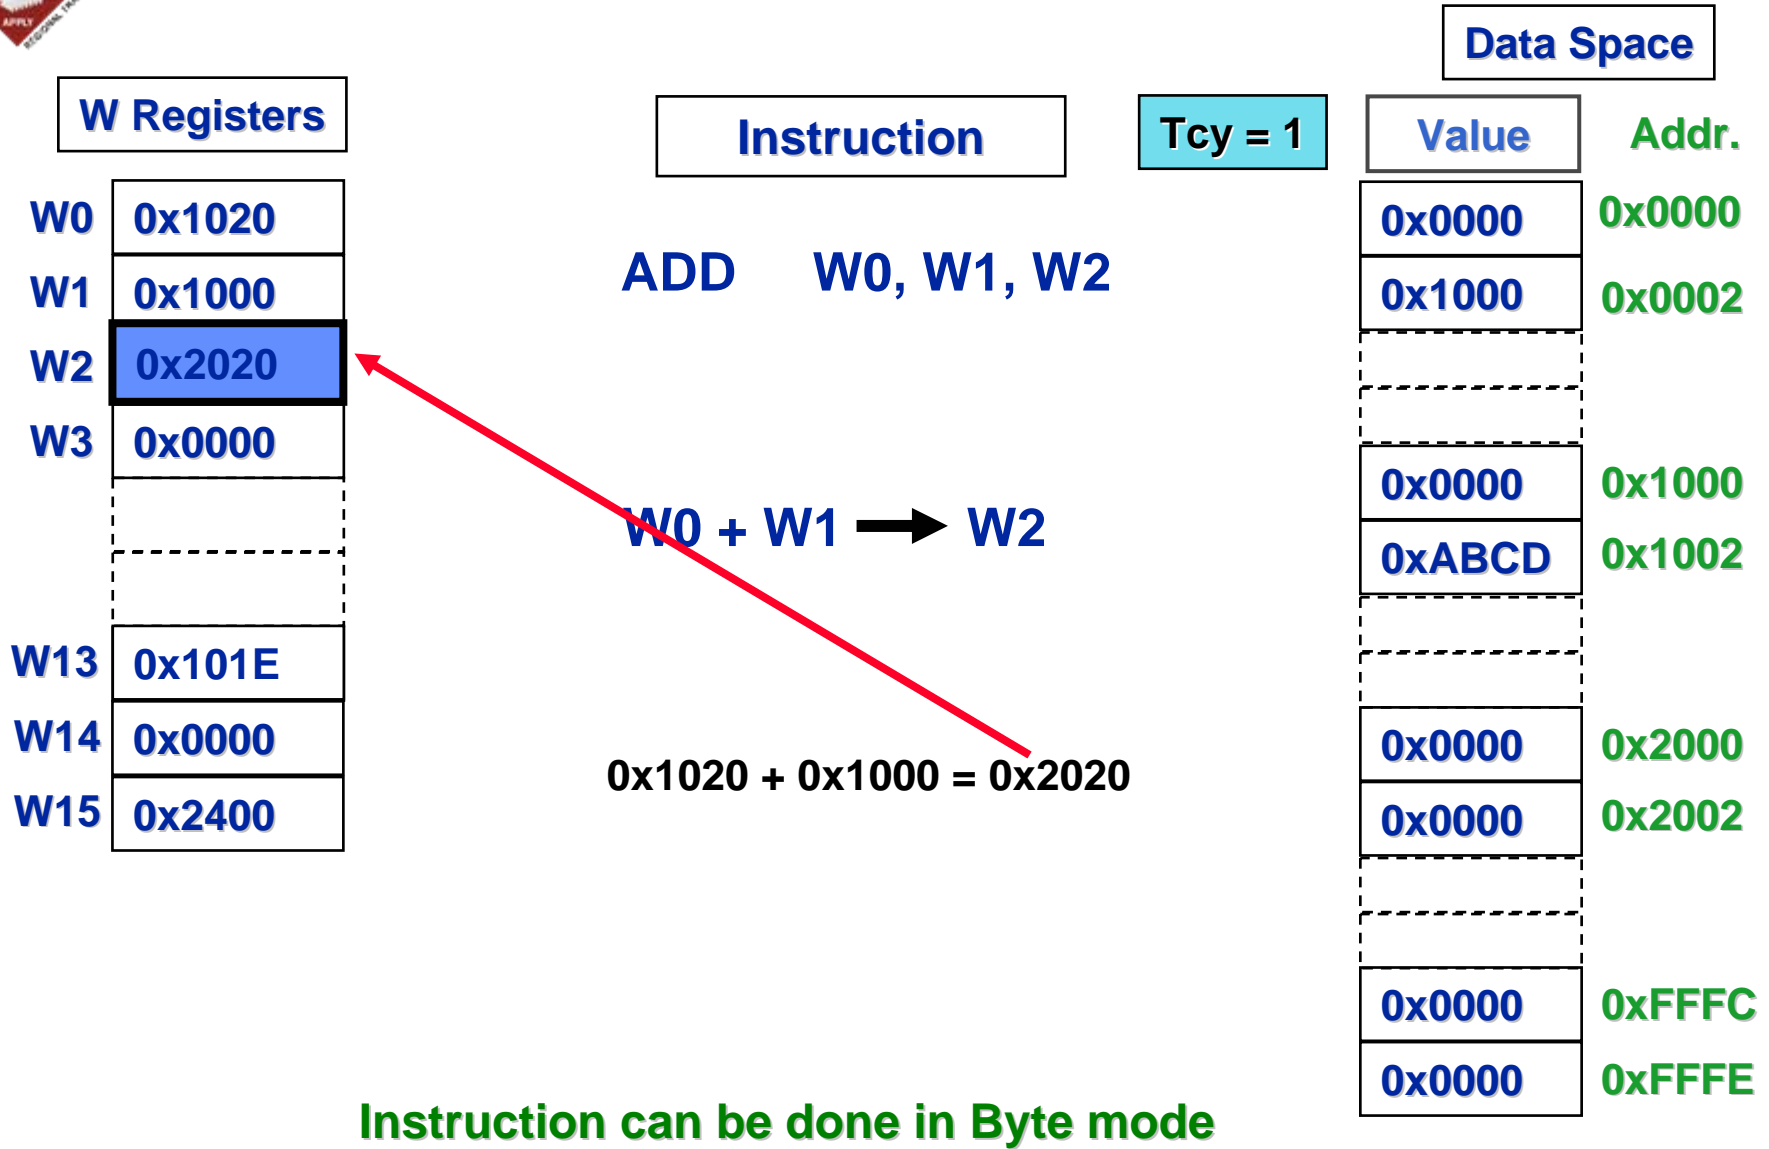 APPLY
Data Space
W Registers
Instruction
Tcy = 1
Value Addr.
W0 0x1020
W1 0x1000
W2 0x2020
W3 0x0000
W13 0x101E
W14 0x0000
W15 0x2400
ADD W0, W1, W2
W0 + W1 W2
0x1020 + 0x1000 = 0x2020
0x0000 0x0000
0x1000 0x0002
0x0000 0x1000
0xABCD 0x1002
0x0000 0x2000
0x0000 0x2002
0x0000 0xFFFC
0x0000 0xFFFE
Instruction can be done in Byte mode